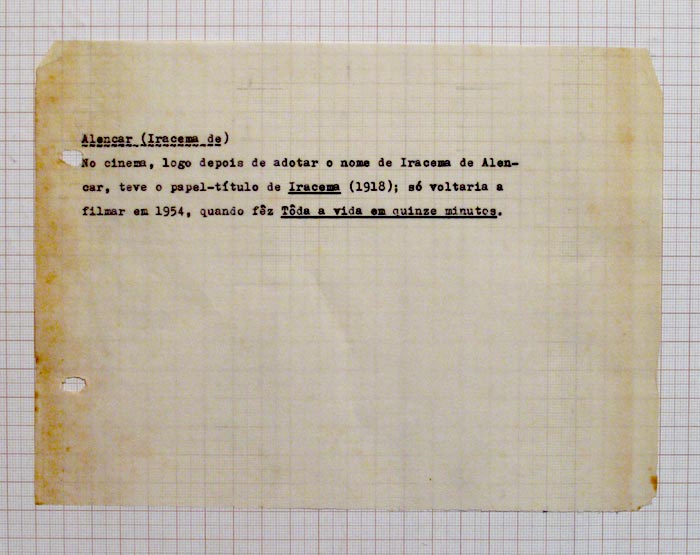 Alencar (Iracema de)
No cinema, logo depois de adotar o nome de Iracema de Alen-
car, teve o papel-título de Iracema (1918); só voltaria a
filmar em 1954, quando fêz Tôda a vida em quinze minutos.